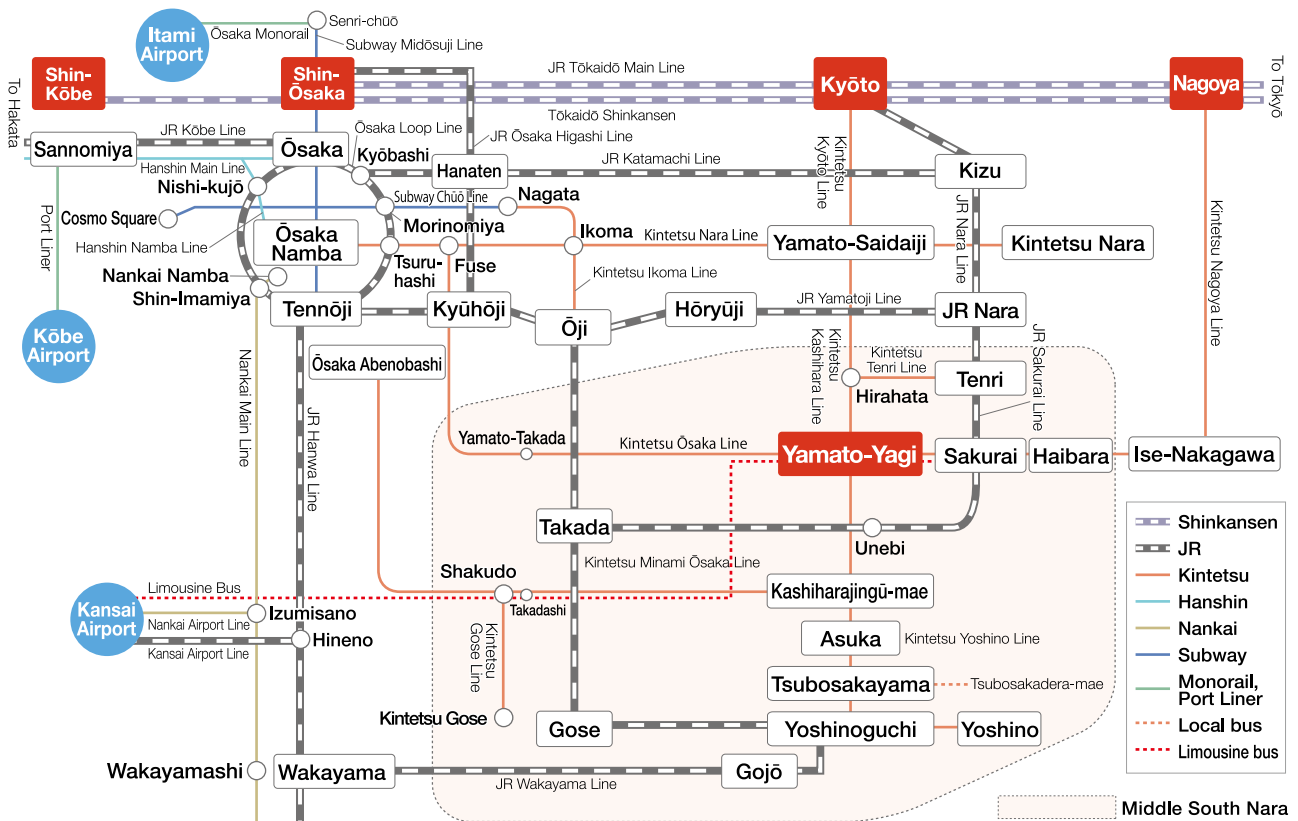 Itami
Airport
Senri-chūō
Ōsaka Monorail
Subway Midōsuji Line
Shin-
Kōbe
Shin-
Ōsaka
JR Tōkaidō Main Line
Kyōto
Nagoya
To Hakata
To Tōkyō
Tōkaidō Shinkansen
JR Kōbe Line
Ōsaka Loop Line
JR Ōsaka Higashi Line
Sannomiya
Ōsaka
Kyōbashi
Hanaten
JR Katamachi Line
Kintetsu
Kyōto Line
Kizu
Hanshin Main Line
Nishi-kujō
Subway Chūō Line
Nagata
Cosmo Square
Morinomiya
Hanshin Namba Line
Port Liner
Ōsaka
Namba
Ikoma
Kintetsu Nara Line
Yamato-Saidaiji
JR Nara Line
Kintetsu Nara
Kintetsu Nagoya Line
Tsuru-
hashi
Fuse
Nankai Namba
Kintetsu Ikoma Line
Shin-Imamiya
Tennōji
Kyūhōji
Ōji
Hōryūji
JR Yamatoji Line
JR Nara
Kōbe
Airport
Ōsaka Abenobashi
Kintetsu
Kashihara Line
Kintetsu
Tenri Line
Tenri
JR Sakurai Line
Hirahata
Nankai Main Line
JR Hanwa Line
Yamato-Takada
Kintetsu Ōsaka Line
Yamato-Yagi
Sakurai
Haibara
Ise-Nakagawa
Takada
Unebi
Kintetsu Minami Ōsaka Line
Shakudo
Takadashi
Kashiharajingū-mae
Limousine Bus
Kansai
Airport
Izumisano
Nankai Airport Line
Hineno
Kansai Airport Line
Kintetsu
Gose Line
Asuka
Kintetsu Yoshino Line
Tsubosakayama
Tsubosakadera-mae
Kintetsu Gose
Gose
Yoshinoguchi
Yoshino
Wakayamashi
Wakayama
JR Wakayama Line
Gojō
Shinkansen
JR
Kintetsu
Hanshin
Nankai
Subway
Monorail,
Port Liner
Local bus
Limousine bus
Middle South Nara